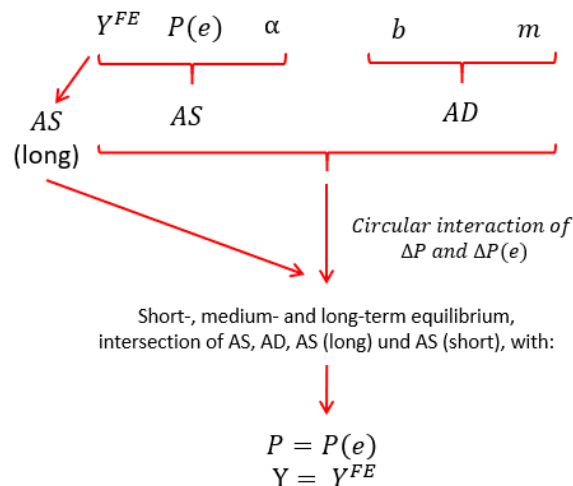 Y^{FE} P(e) α b m
AS AS AD
(long)
Circular interaction of
ΔP and ΔP(e)
Short-, medium- and long-term equilibrium,
intersection of AS, AD, AS (long) und AS (short), with:
P = P(e)
Y = Y^{FE}